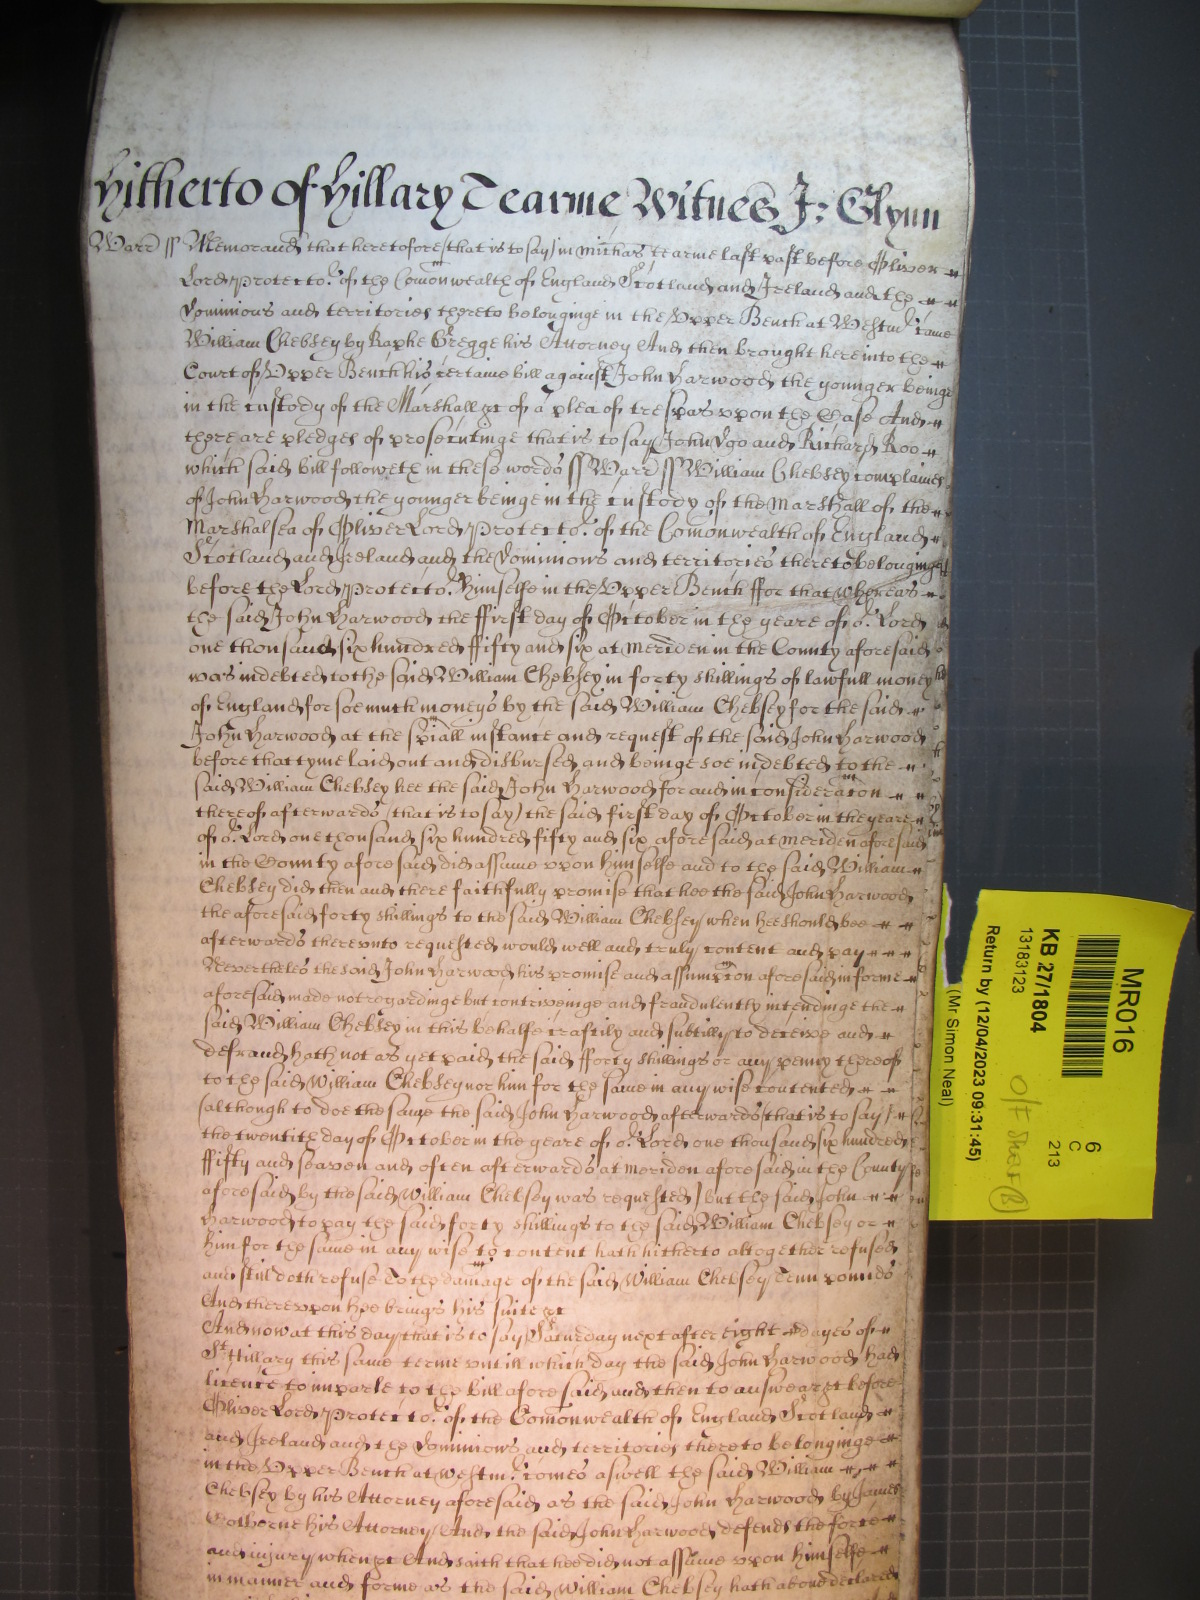 hitherto of Hillary Tearme Witnes J: Glynn
Warr ss Memorand that heretofore (that is to say) in Michas tearme last past before Oliver
Lord Protector of the Comonwealth of England Scotland and Ireland and the
Dominions and territories thereto belonginge in the Upper Bench at Westmr came
William Chebsey by Raphe Gregge his Attorney And then brought here into the
Court of Upper Bench his certaine bill against John Harwood the younger beinge
in the custody of the Marshall &c of a plea of trespas upon the Case And
there are pledges of prosecutinge that is to say John Doo and Richard Roo
which said bill followeth in these words ss Warr ss William Chebsey complaines
of John Harwood the younger beinge in the custody of the Marshall of the
Marshalsea of Oliver Lord Protector of the Comonwealth of England
Scotland and Ireland and the Dominions and territories thereto belonginge
before the Lord Protector himselfe in the Upper Bench ffor that whereas
the said John Harwood the ffirst day of October in the yeare of or Lord
one thousand six hundred ffifty and six at Meriden in the County aforesaid
was indebted to the said William Chebsey in forty shillings of lawfull money
of England for soe much moneys by the said William Chebsey for the said
John Harwood at the spiall instance and request of the said John Harwood
before that tyme laid out and disbursed and beinge soe indebted to the
said William Chebsey hee the said John Harwood for and in consideracon
thereof afterwards (that is to say) the said first day of October in the yeare
of or Lord one thousand six hundred fifty and six aforesaid at Meriden aforesaid
in the County aforesaid did assume upon himselfe and to the said William
Chebsey did then and there faithfully promise that hee the said John Harwood
the aforesaid forty shillings to the said William Chebsey when hee should bee
afterwards thereunto requested would well and truly content and pay
Nevertheles the said John Harwood his promise and assumpcon aforesaid in forme
aforesaid made not regardinge but contriveinge and fraudulently intendinge the
said William Chebsey in this behalfe craftily and subtilly to deceive and
defraud hath not as yet paid the said fforty shillings or any penny thereof
to the said William Chebsey nor him for the same in any wise contented
(although to doe the same the said John Harwood afterwards (that is to say)
the twentith day of October in the yeare of or Lord one thousand six hundred
ffifty and seaven and often afterwards at Meriden aforesaid in the County
aforesaid by the said William Chebsey was requested) but the said John
Harwood to pay the said forty shillings to the said William Chebsey or
him for the same in any wise to content hath hitherto altogether refused
and still doth refuse To the damage of the said William Chebsey Tenn pounds
And thereupon hee brings his suite &c
And now at this day that is to say Saturday next after eight dayes of
St Hillary this same terme untill which day the said John Harwood had
licence to imparle to the bill aforesaid and then to answear &c before
Oliver Lord Protector of the Comonwealth of England Scotland
and Ireland and the Dominions and territories thereto belonginge
in the Upper Bench at Westmr comes aswell the said William
Chebsey by his Attorney aforesaid as the said John Harwood by James
his Attorney And the said John Harwood defends the force
and injury when &c And saith that hee did not assume upon himselfe
in manner and forme as the said William Chebsey hath above declared
MR016
6
C
213
KB 27/1804
13183123
Return by (12/04/2023 09:31:45)
(Mr Simon Neal)